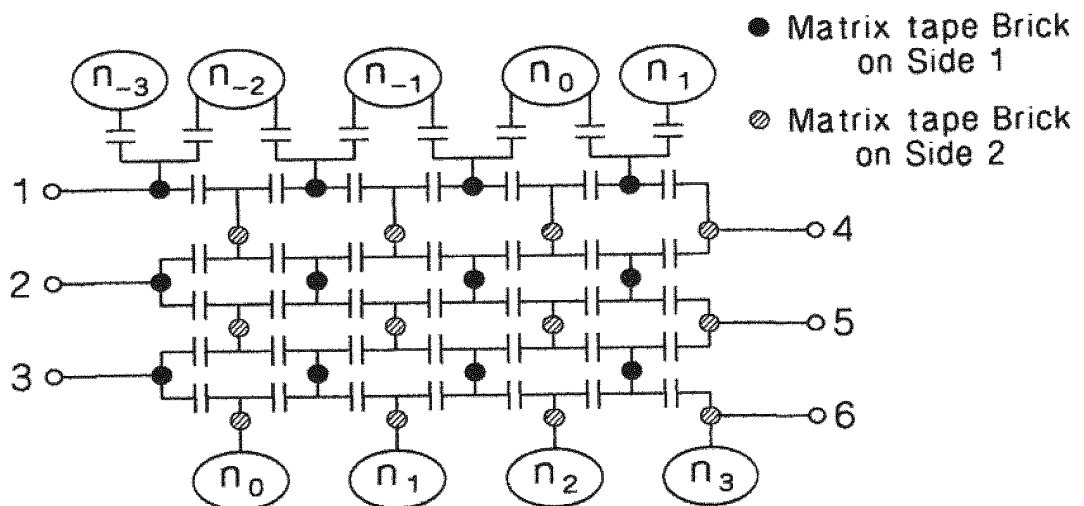 ● Matrix tape Brick
on Side 1
n₋₃ n₋₂ n₋₁ n₀ n₁
Matrix tape Brick
on Side 2
1
4
2
5
3
6
n₀ n₁ n₂ n₃